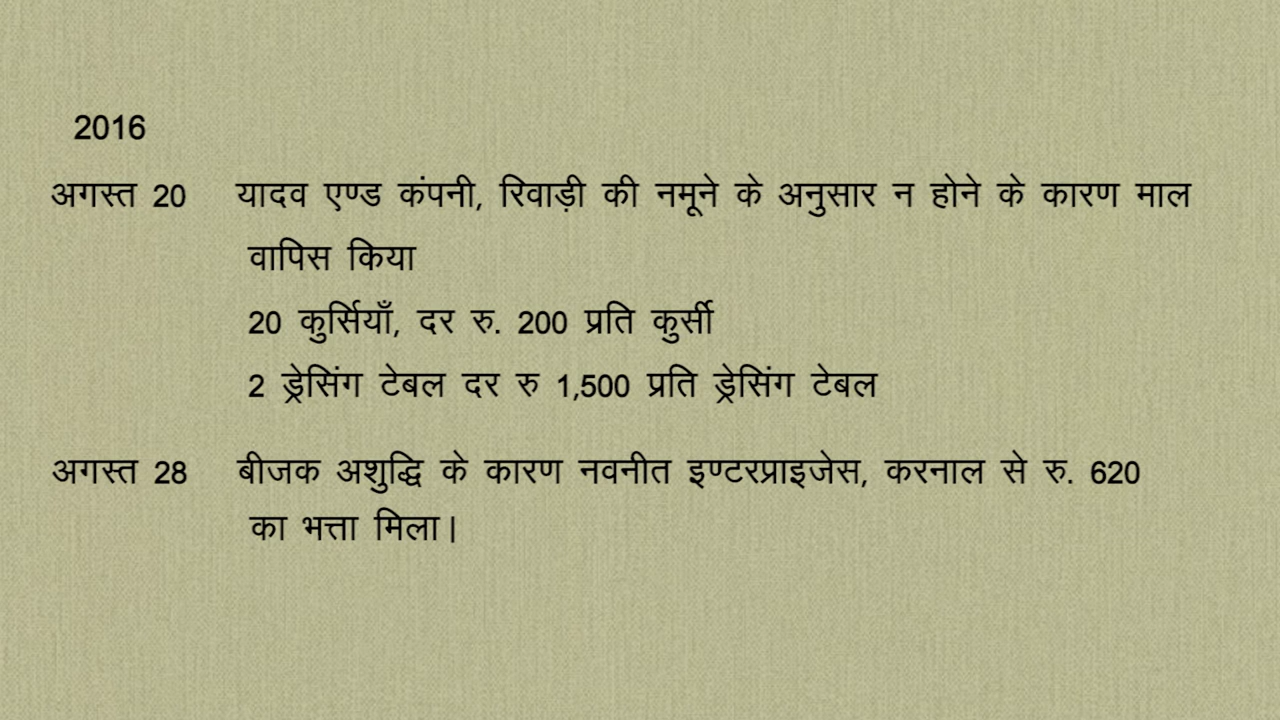 2016
अगस्त 20 यादव एण्ड कंपनी, रिवाड़ी की नमूने के अनुसार न होने के कारण माल
वापिस किया
20 कुर्सियाँ, दर रु. 200 प्रति कुर्सी
2 ड्रेसिंग टेबल दर रु 1,500 प्रति ड्रेसिंग टेबल
अगस्त 28 बीजक अशुद्धि के कारण नवनीत इण्टरप्राइजेस, करनाल से रु. 620
का भत्ता मिला।